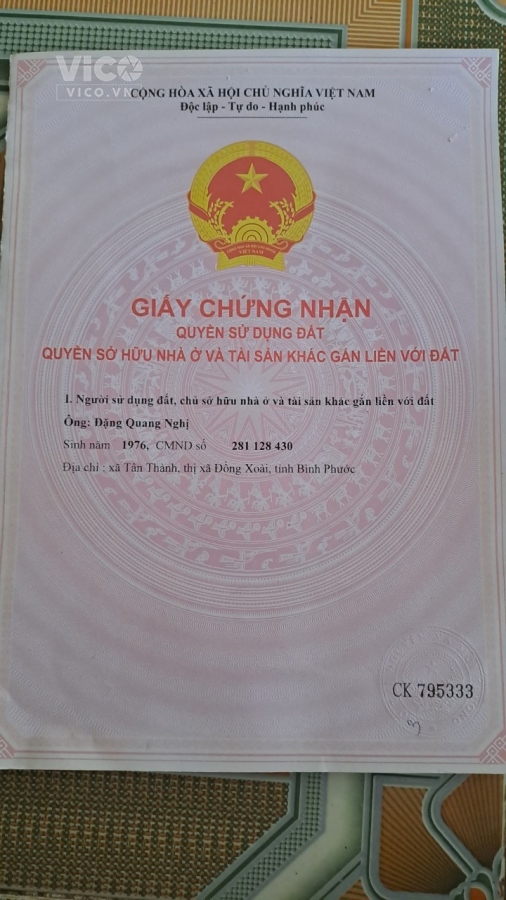 VICO
VICO.VN
CỘNG HÒA XÃ HỘI CHỦ NGHĨA VIỆT NAM
Độc lập - Tự do - Hạnh phúc
VIỆT NAM
GIẤY CHỨNG NHẬN
QUYỀN SỬ DỤNG ĐẤT
QUYỀN SỞ HỮU NHÀ Ở VÀ TÀI SẢN KHÁC GẮN LIỀN VỚI ĐẤT
I. Người sử dụng đất, chủ sở hữu nhà ở và tài sản khác gắn liền với đất
Ông: Đặng Quang Nghị
Sinh năm 1976, CMND số 281 128 430
Địa chỉ : xã Tân Thành, thị xã Đồng Xoài, tỉnh Bình Phước
CK 795333
3